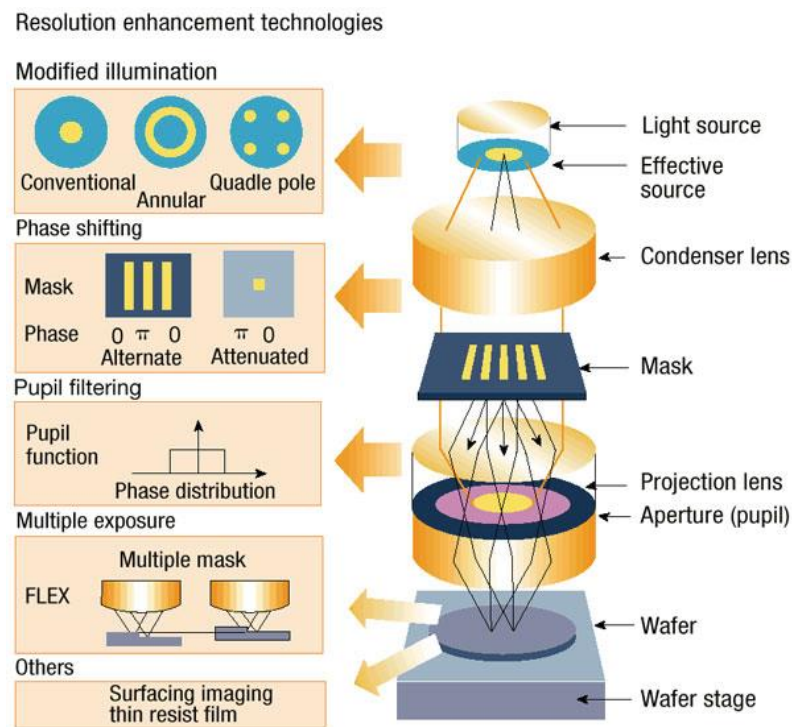 Resolution enhancement technologies
Modified illumination
Conventional
Annular
Quadle pole
Phase shifting
Mask
Phase 0 π 0 π 0
Alternate Attenuated
Pupil filtering
Pupil
function
Phase distribution
Multiple exposure
Multiple mask
FLEX
Others
Surfacing imaging
thin resist film
Light source
Effective
source
Condenser lens
Mask
Projection lens
Aperture (pupil)
Wafer
Wafer stage